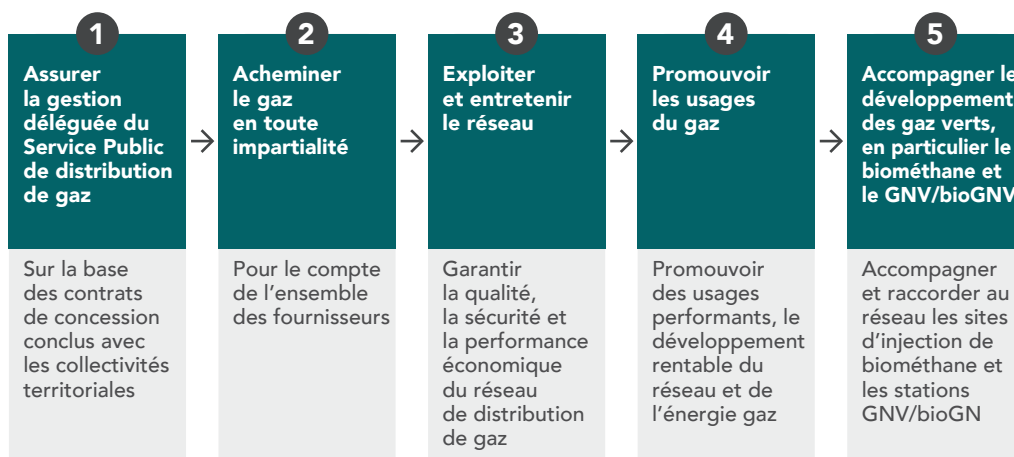 1
Assurer
la gestion
déléguée du
Service Public
de distribution
de gaz
Sur la base
des contrats
de concession
conclus avec
les collectivités
territoriales
2
Acheminer
le gaz
en toute
impartialité
Pour le compte
de l’ensemble
des fournisseurs
3
Exploiter
et entretenir
le réseau
Garantir
la qualité,
la sécurité et
la performance
économique
du réseau
de distribution
de gaz
4
Promouvoir
les usages
du gaz
Promouvoir
des usages
performants, le
développement
rentable du
réseau et de
l’énergie gaz
5
Accompagner le
développement
des gaz verts,
en particulier le
biométhane et
le GNV/bioGNV
Accompagner
et raccorder au
réseau les sites
d’injection de
biométhane et
les stations
GNV/bioGN